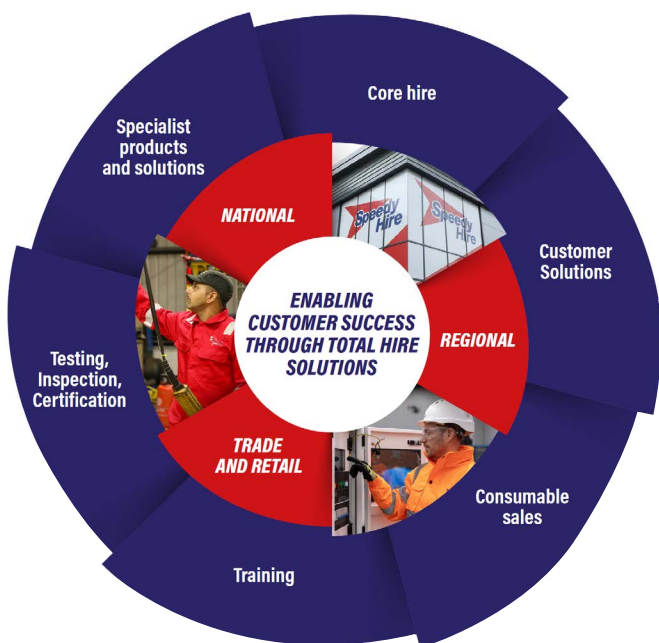 Core hire
Specialist
products
and solutions
NATIONAL
Speedy
Hire
Speedy
Hire
Customer
Solutions
ENABLING
CUSTOMER SUCCESS
THROUGH TOTAL HIRE
SOLUTIONS
REGIONAL
Testing,
Inspection,
Certification
TRADE
AND RETAIL
Consumable
sales
Training